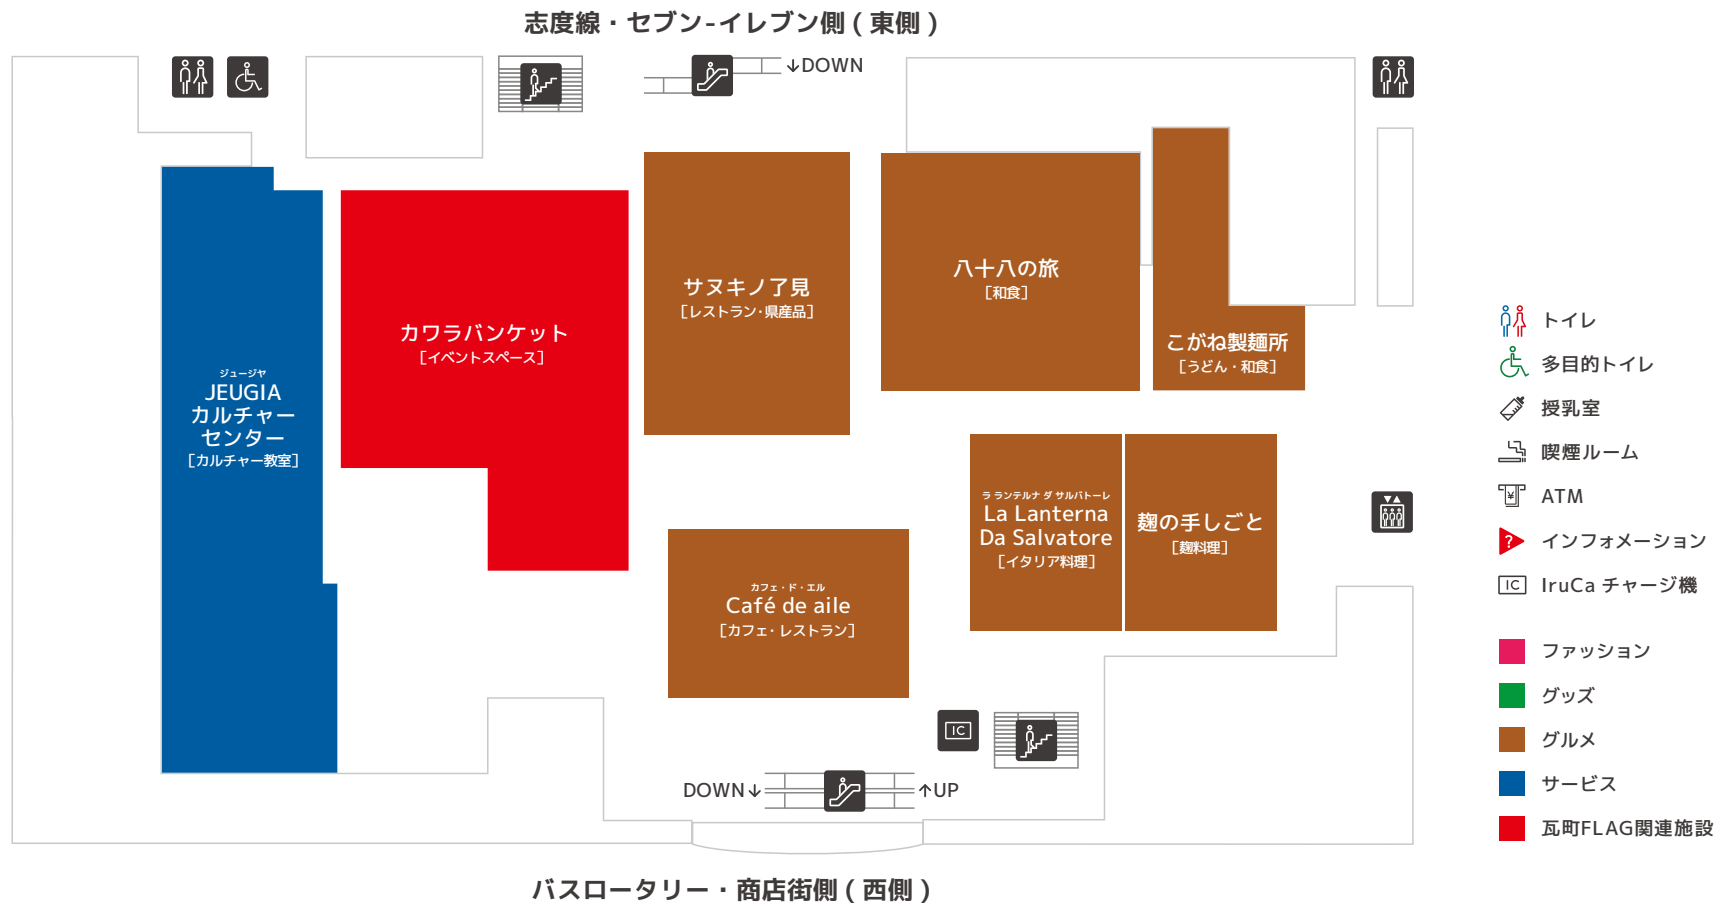 志度線・セブン-イレブン側 ( 東側 )
↓DOWN
サヌキノ了見
［レストラン・県産品］
八十八の旅
［和食］
こがね製麺所
［うどん・和食］
カワラバンケット
［イベントスペース］
ジュージヤ
JEUGIA
カルチャー
センター
［カルチャー教室］
ラ ランテルナ ダ サルバトーレ
La Lanterna
Da Salvatore
［イタリア料理］
麹の手しごと
［麹料理］
カフェ・ド・エル
Café de aile
［カフェ・レストラン］
IC
DOWN↓
↑UP
バスロータリー・商店街側 ( 西側 )
トイレ
多目的トイレ
授乳室
喫煙ルーム
¥ ATM
? インフォメーション
IC IruCa チャージ機
ファッション
グッズ
グルメ
サービス
瓦町FLAG関連施設